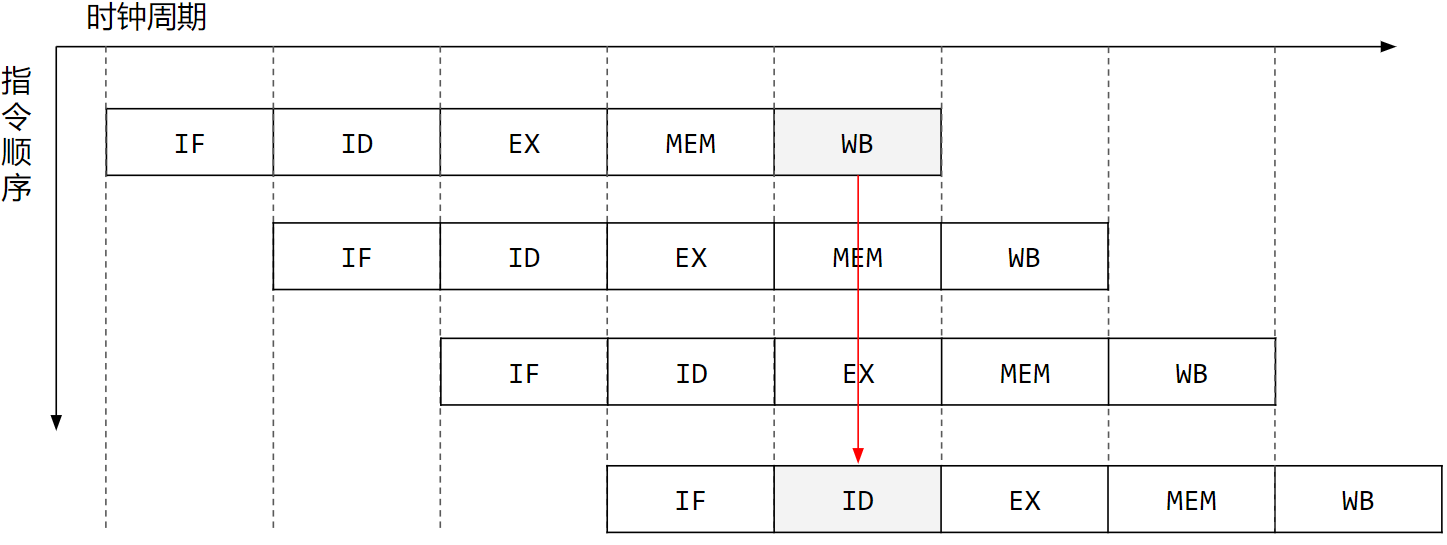 时钟周期
指令顺序
IF ID EX MEM WB
IF ID EX MEM WB
IF ID EX MEM WB
IF ID EX MEM WB